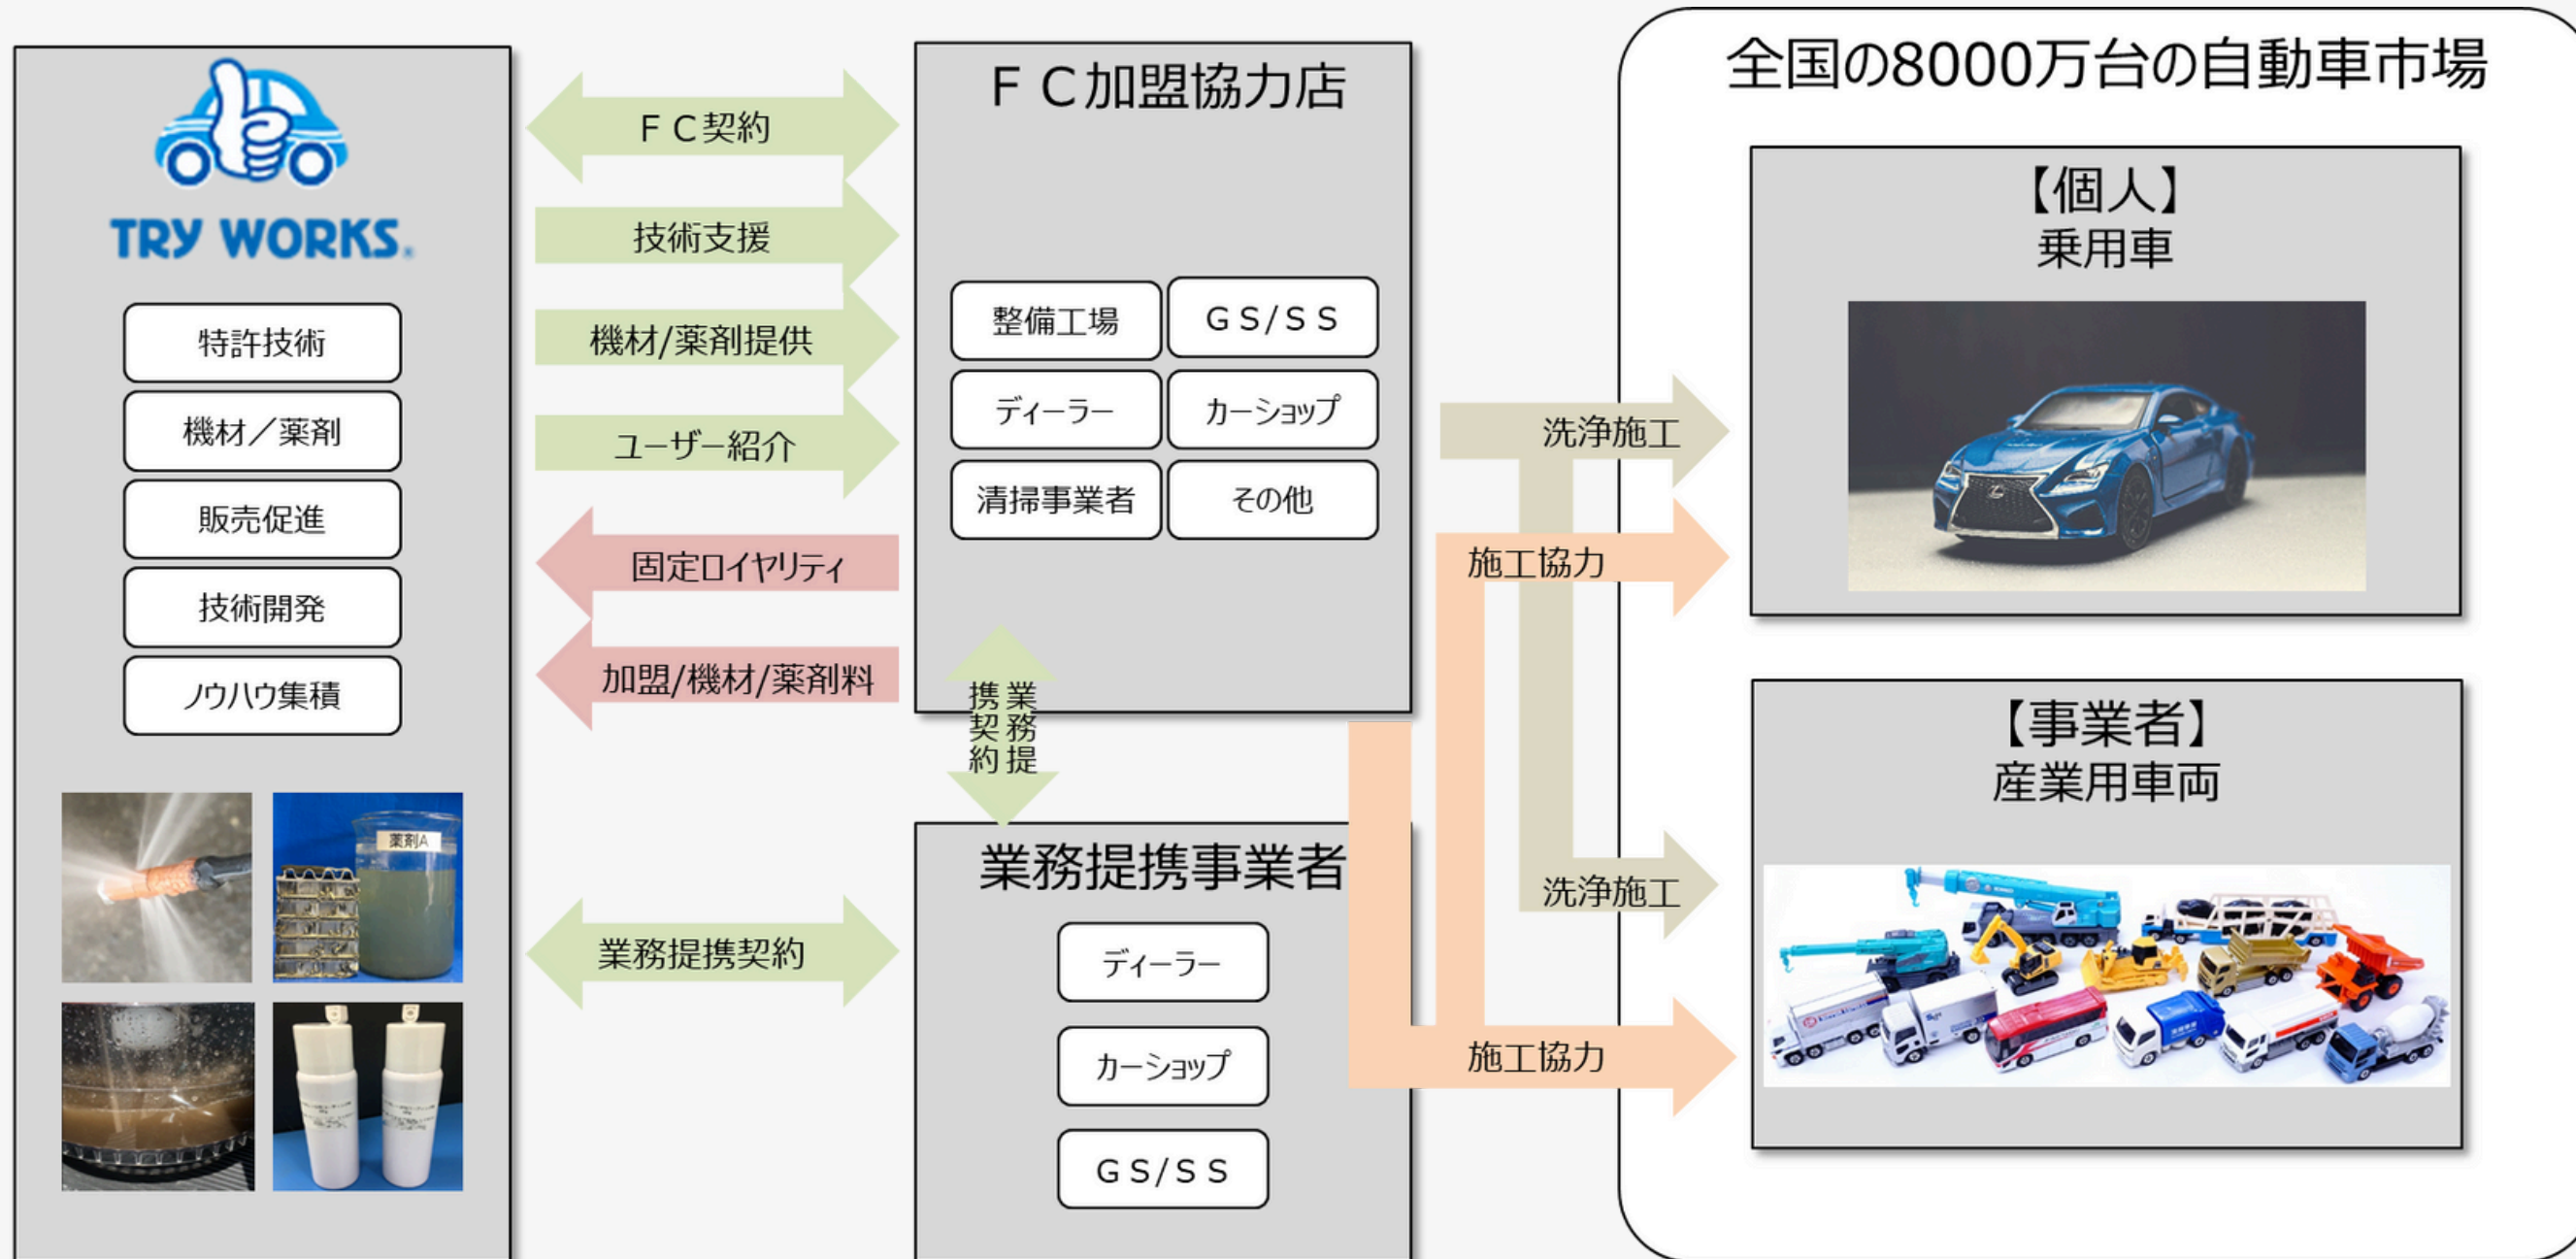 TRY WORKS®
特許技術
機材／薬剤
販売促進
技術開発
ノウハウ集積
薬剤A
ＦＣ契約
技術支援
機材/薬剤提供
ユーザー紹介
固定ロイヤリティ
加盟/機材/薬剤料
業務提携契約
ＦＣ加盟協力店
整備工場
ＧＳ/ＳＳ
ディーラー
カーショップ
清掃事業者
その他
業務提
携契約
業務提携事業者
ディーラー
カーショップ
ＧＳ/ＳＳ
洗浄施工
施工協力
洗浄施工
施工協力
全国の8000万台の自動車市場
【個人】
乗用車
【事業者】
産業用車両